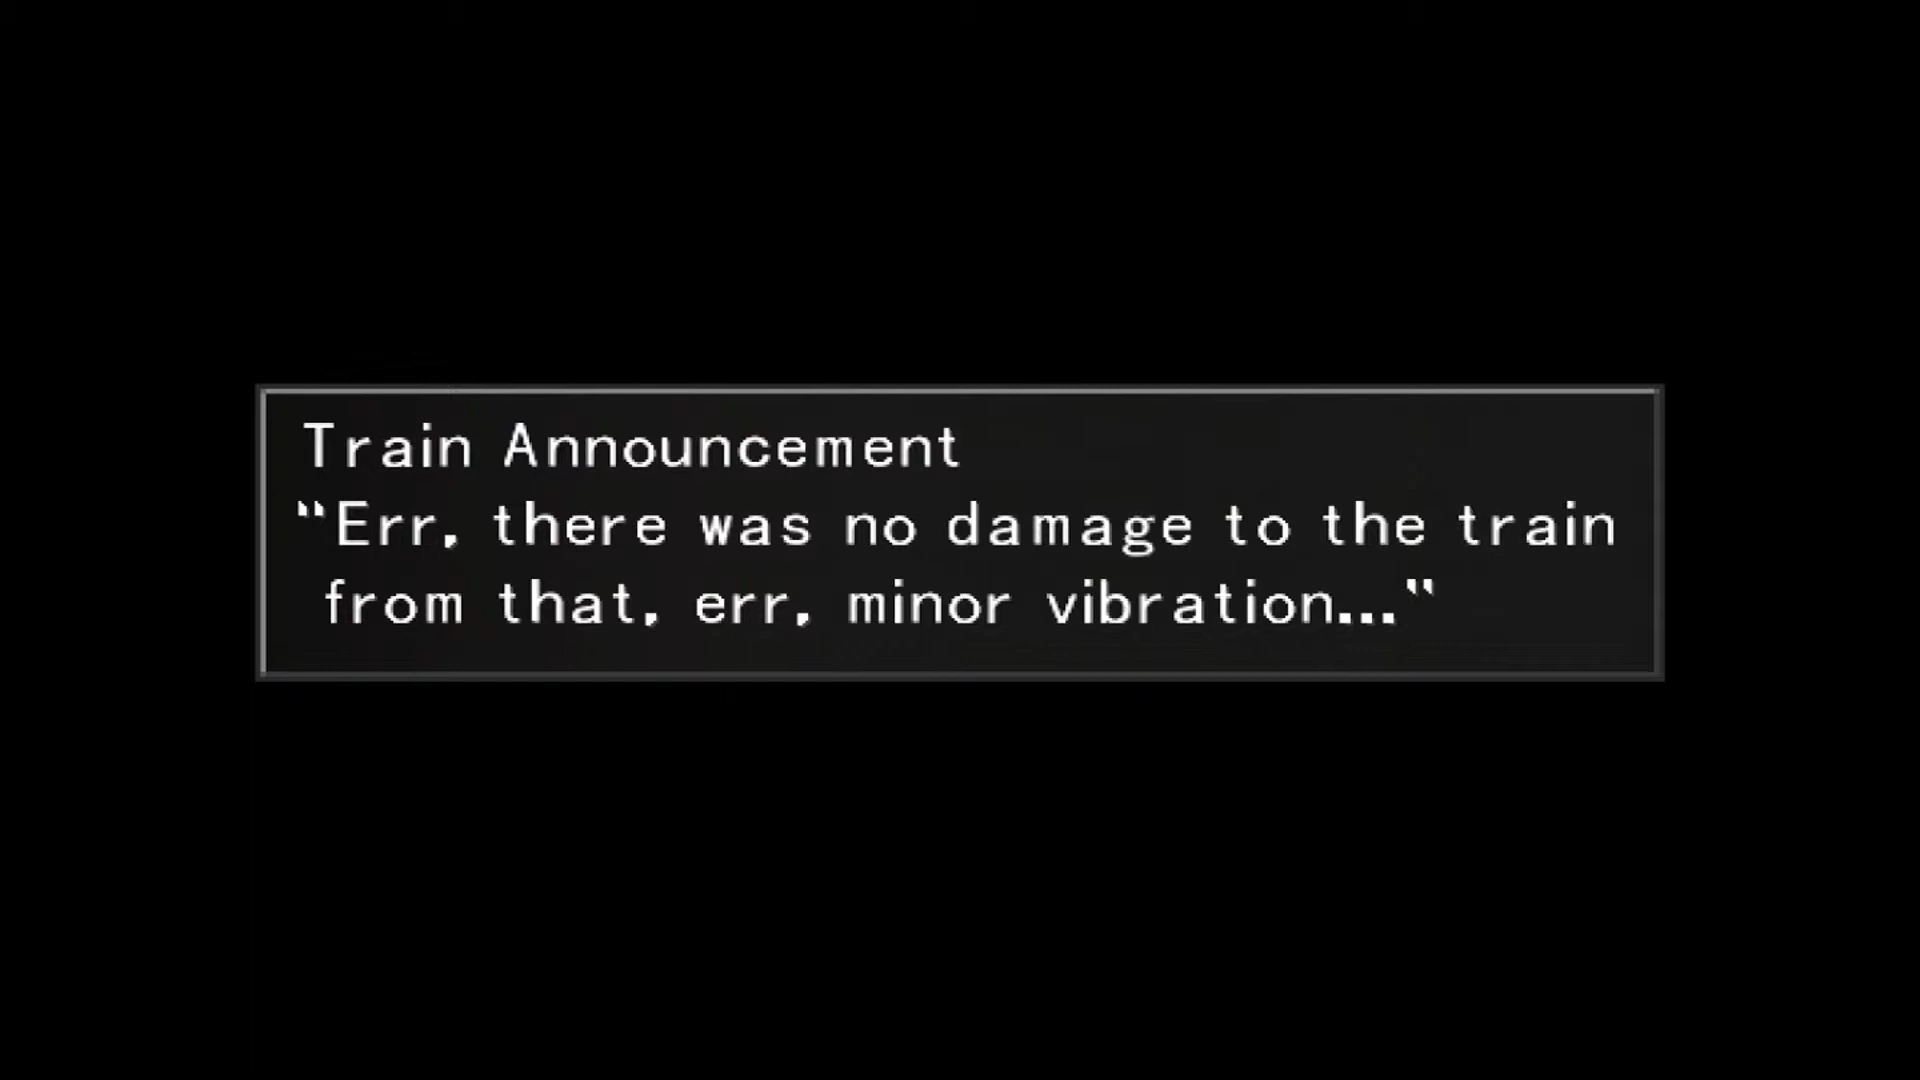 Train Announcement
“Err, there was no damage to the train
from that, err, minor vibration...”